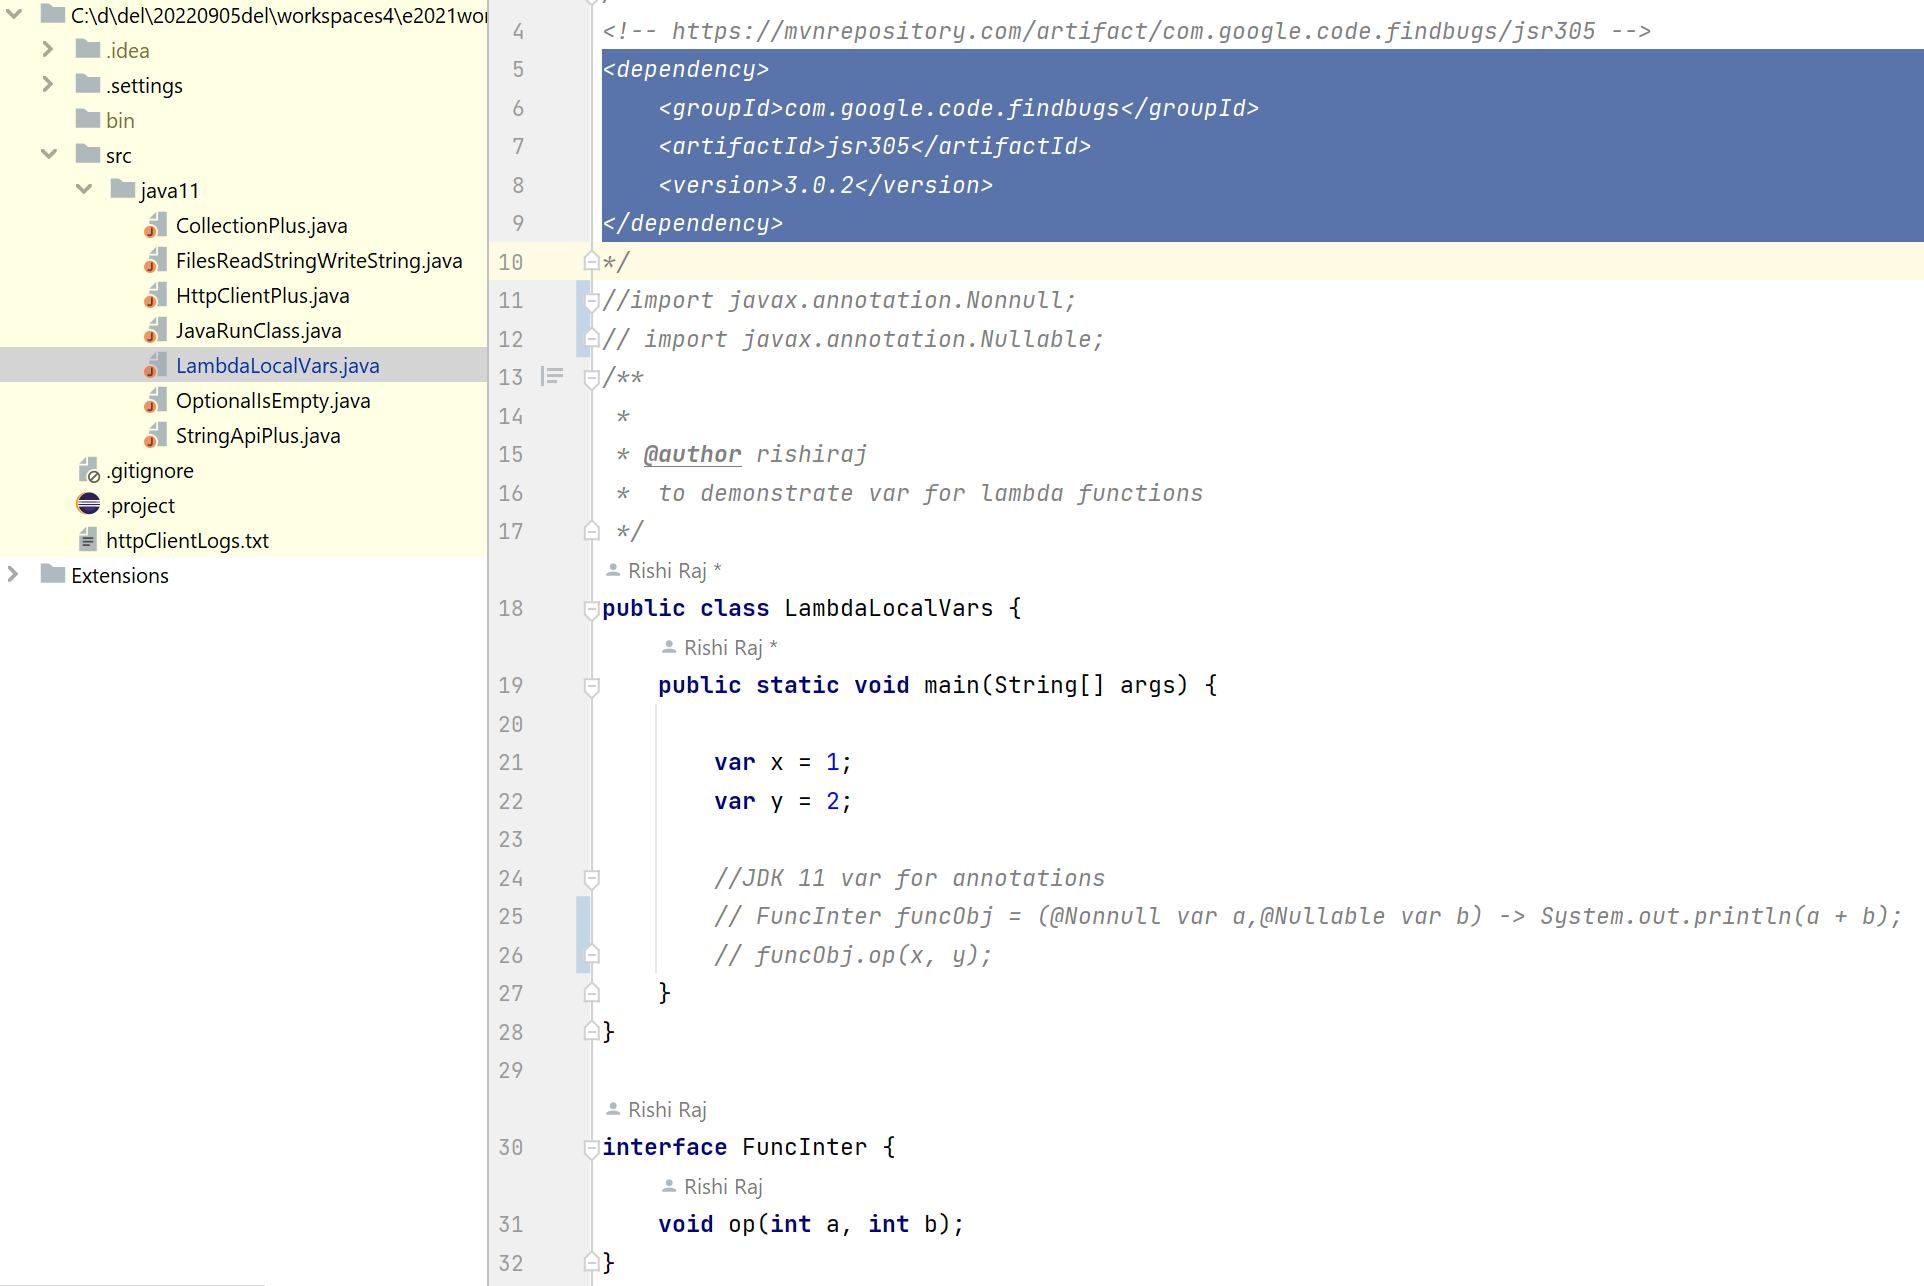 C:\d\del\20220905del\workspaces4\e2021wor
.idea
.settings
bin
src
java11
CollectionPlus.java
FilesReadStringWriteString.java
HttpClientPlus.java
JavaRunClass.java
LambdaLocalVars.java
OptionalIsEmpty.java
StringApiPlus.java
.gitignore
.project
httpClientLogs.txt
Extensions
4 <!-- https://mvnrepository.com/artifact/com.google.code.findbugs/jsr305 -->
5 <dependency>
6     <groupId>com.google.code.findbugs</groupId>
7     <artifactId>jsr305</artifactId>
8     <version>3.0.2</version>
9 </dependency>
10 */
11 //import javax.annotation.Nonnull;
12 // import javax.annotation.Nullable;
13 /**
14  *
15  * @author rishiraj
16  *  to demonstrate var for lambda functions
17  */
Rishi Raj *
18 public class LambdaLocalVars {
Rishi Raj *
19     public static void main(String[] args) {
20
21         var x = 1;
22         var y = 2;
23
24         //JDK 11 var for annotations
25         // FuncInter funcObj = (@Nonnull var a,@Nullable var b) -> System.out.println(a + b);
26         // funcObj.op(x, y);
27     }
28 }
29
Rishi Raj
30 interface FuncInter {
Rishi Raj
31     void op(int a, int b);
32 }